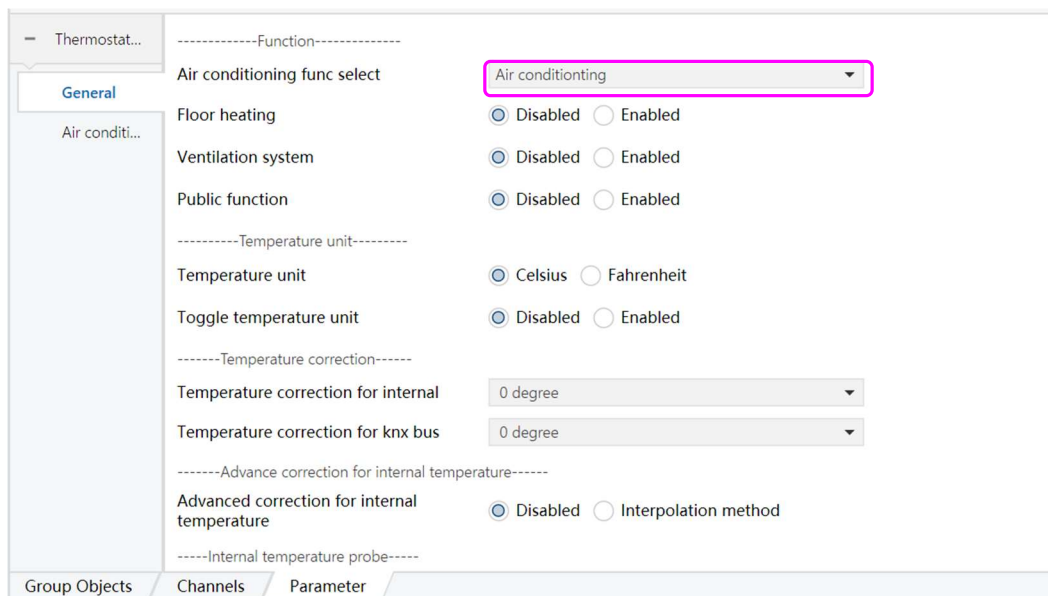 Thermostat...
-------------Function--------------
Air conditioning func select
Air conditionting
General
Floor heating
Disabled
Enabled
Air conditi...
Ventilation system
Disabled
Enabled
Public function
Disabled
Enabled
----------Temperature unit---------
Temperature unit
Celsius
Fahrenheit
Toggle temperature unit
Disabled
Enabled
-------Temperature correction------
Temperature correction for internal
0 degree
Temperature correction for knx bus
0 degree
-------Advance correction for internal temperature------
Advanced correction for internal
temperature
Disabled
Interpolation method
-----Internal temperature probe-----
Group Objects
Channels
Parameter